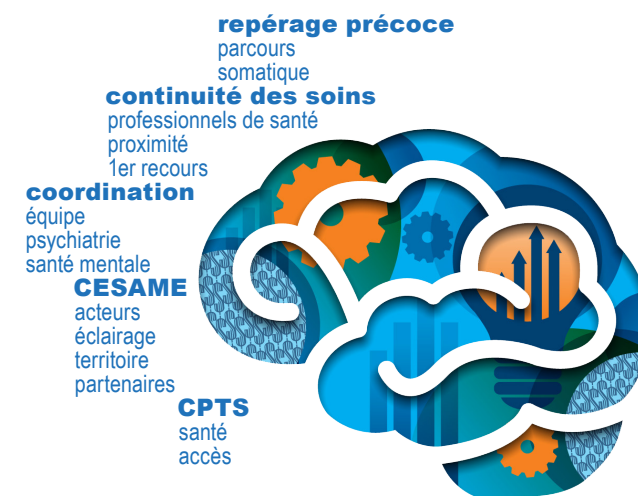 repérage précoce
parcours
somatique
continuité des soins
professionnels de santé
proximité
1er recours
coordination
équipe
psychiatrie
santé mentale
CESAME
acteurs
éclairage
territoire
partenaires
CPTS
santé
accès